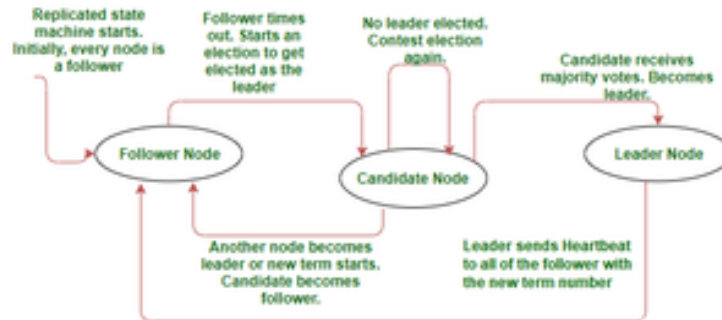 Replicated state
machine starts.
Initially, every node is
a follower
Follower times
out. Starts an
election to get
elected as the
leader
No leader elected.
Contest election
again.
Candidate receives
majority votes. Becomes
leader.
Follower Node
Candidate Node
Leader Node
Another node becomes
leader or new term starts.
Candidate becomes
follower.
Leader sends Heartbeat
to all of the follower with
the new term number